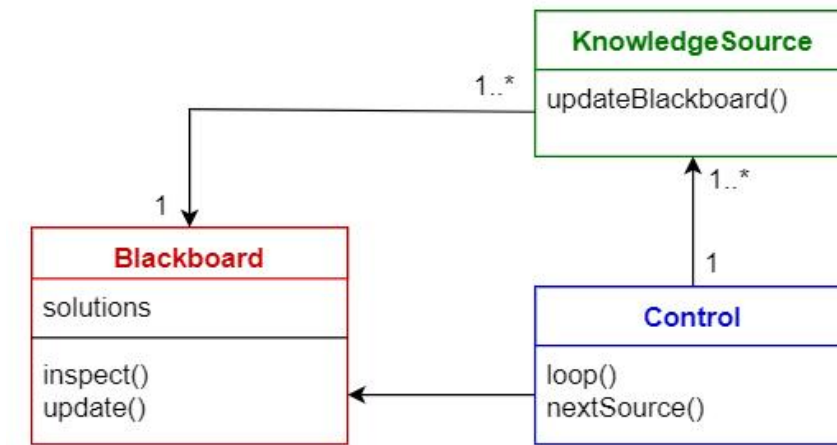 KnowledgeSource
updateBlackboard()
1..*
1
1..*
1
Blackboard
solutions
inspect()
update()
Control
loop()
nextSource()